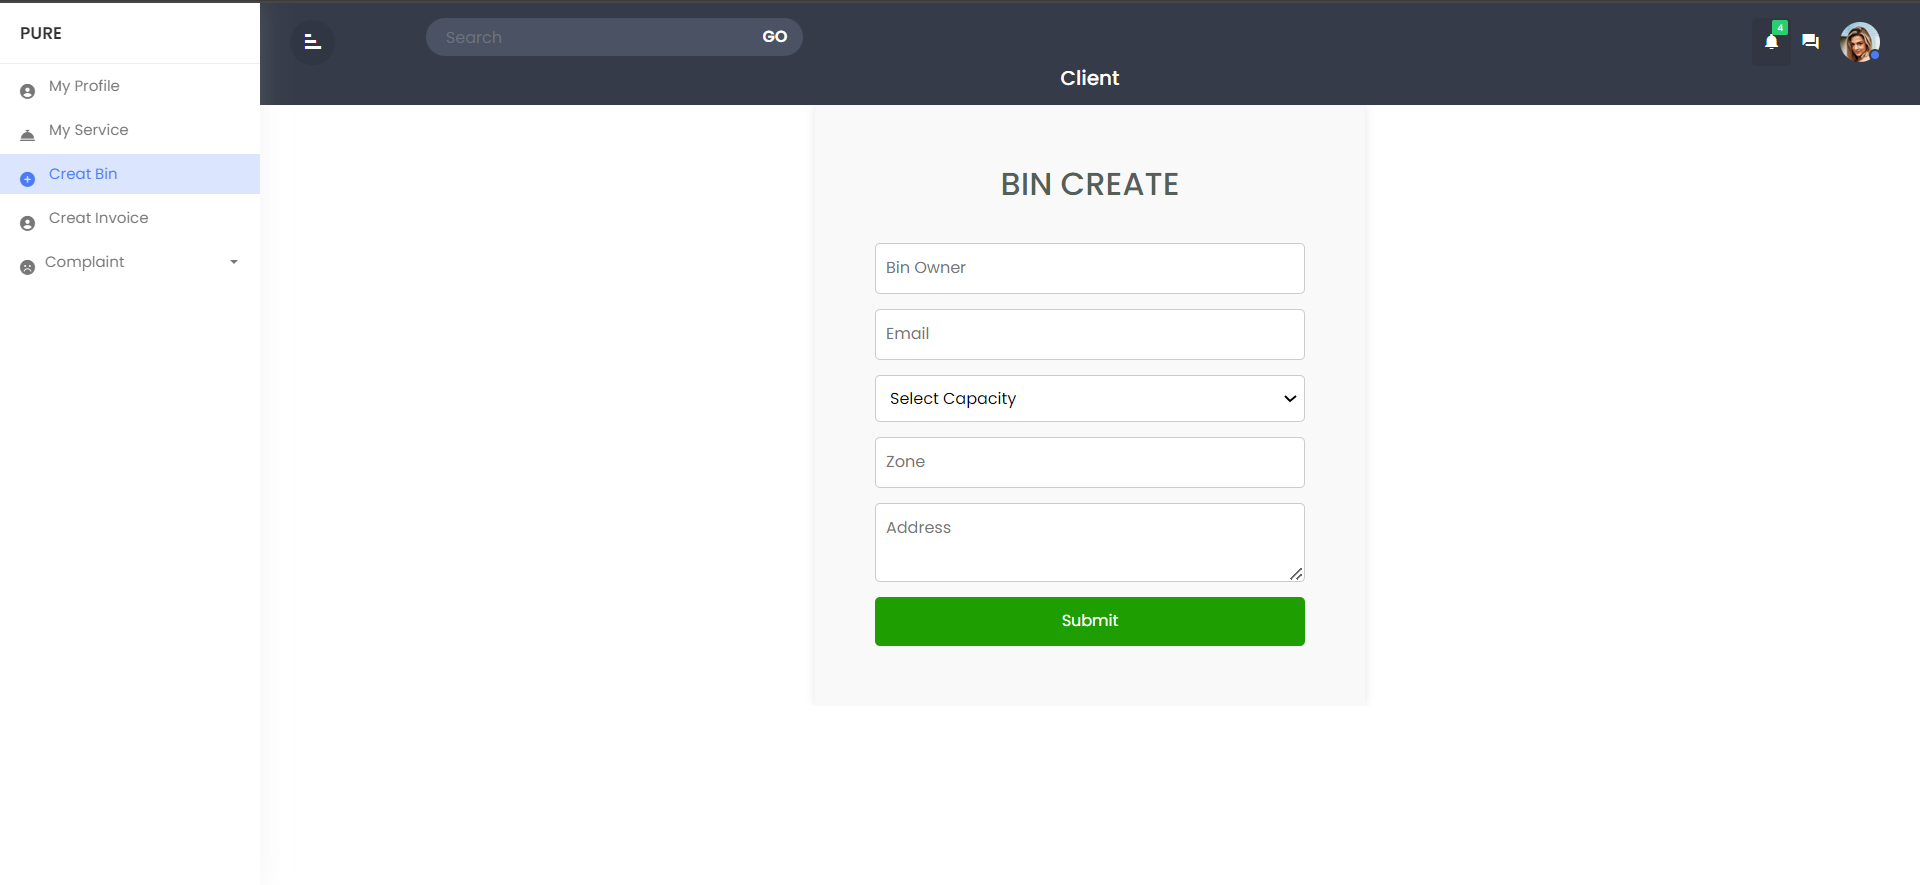 PURE
My Profile
My Service
Creat Bin
Creat Invoice
Complaint
Search
GO
4
Client
BIN CREATE
Bin Owner
Email
Select Capacity
Zone
Address
Submit